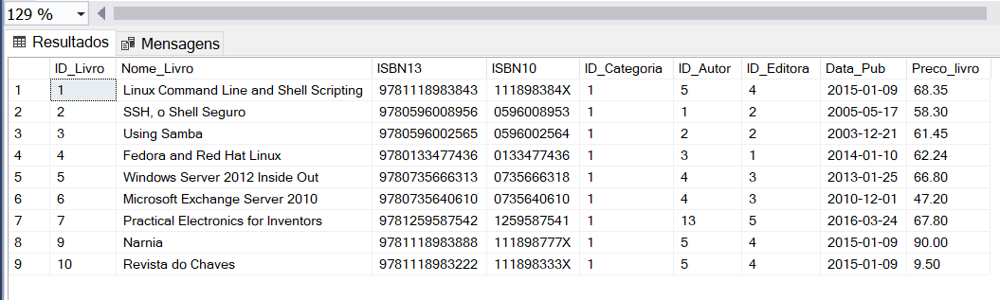 129 %
Resultados Mensagens
ID_Livro Nome_Livro ISBN13 ISBN10 ID_Categoria ID_Autor ID_Editora Data_Pub Preco_livro
1 1 Linux Command Line and Shell Scripting 9781118983843 111898384X 1 5 4 2015-01-09 68.35
2 2 SSH, o Shell Seguro 9780596008956 0596008953 1 1 2 2005-05-17 58.30
3 3 Using Samba 9780596002565 0596002564 1 2 2 2003-12-21 61.45
4 4 Fedora and Red Hat Linux 9780133477436 0133477436 1 3 1 2014-01-10 62.24
5 5 Windows Server 2012 Inside Out 9780735666313 0735666318 1 4 3 2013-01-25 66.80
6 6 Microsoft Exchange Server 2010 9780735640610 0735640610 1 4 3 2010-12-01 47.20
7 7 Practical Electronics for Inventors 9781259587542 1259587541 1 13 5 2016-03-24 67.80
8 9 Narnia 9781118983888 111898777X 1 5 4 2015-01-09 90.00
9 10 Revista do Chaves 9781118983222 111898333X 1 5 4 2015-01-09 9.50